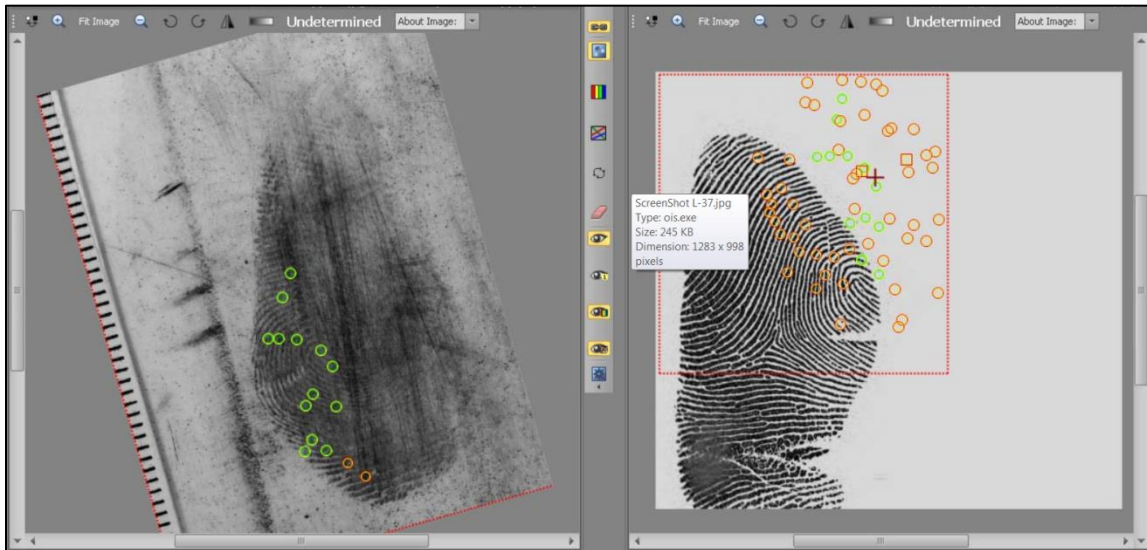 Fit Image Undetermined About Image:
Fit Image Undetermined About Image:
ScreenShot L-37.jpg
Type: ois.exe
Size: 245 KB
Dimension: 1283 x 998
pixels